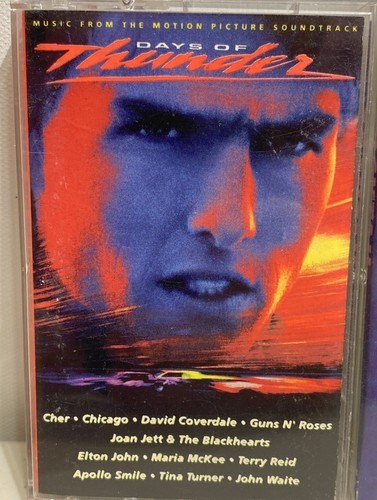 MUSIC FROM THE MOTION PICTURE SOUNDTRACK
DAYS OF
Thunder
Cher • Chicago • David Coverdale • Guns N' Roses
Joan Jett & The Blackhearts
Elton John • Maria McKee • Terry Reid
Apollo Smile • Tina Turner • John Waite